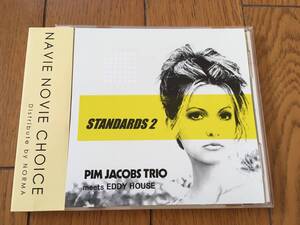 NAVIE NOVIE CHOICE
Distribute by NORMA
STANDARDS 2
PIM JACOBS TRIO
meets EDDY HOUSE